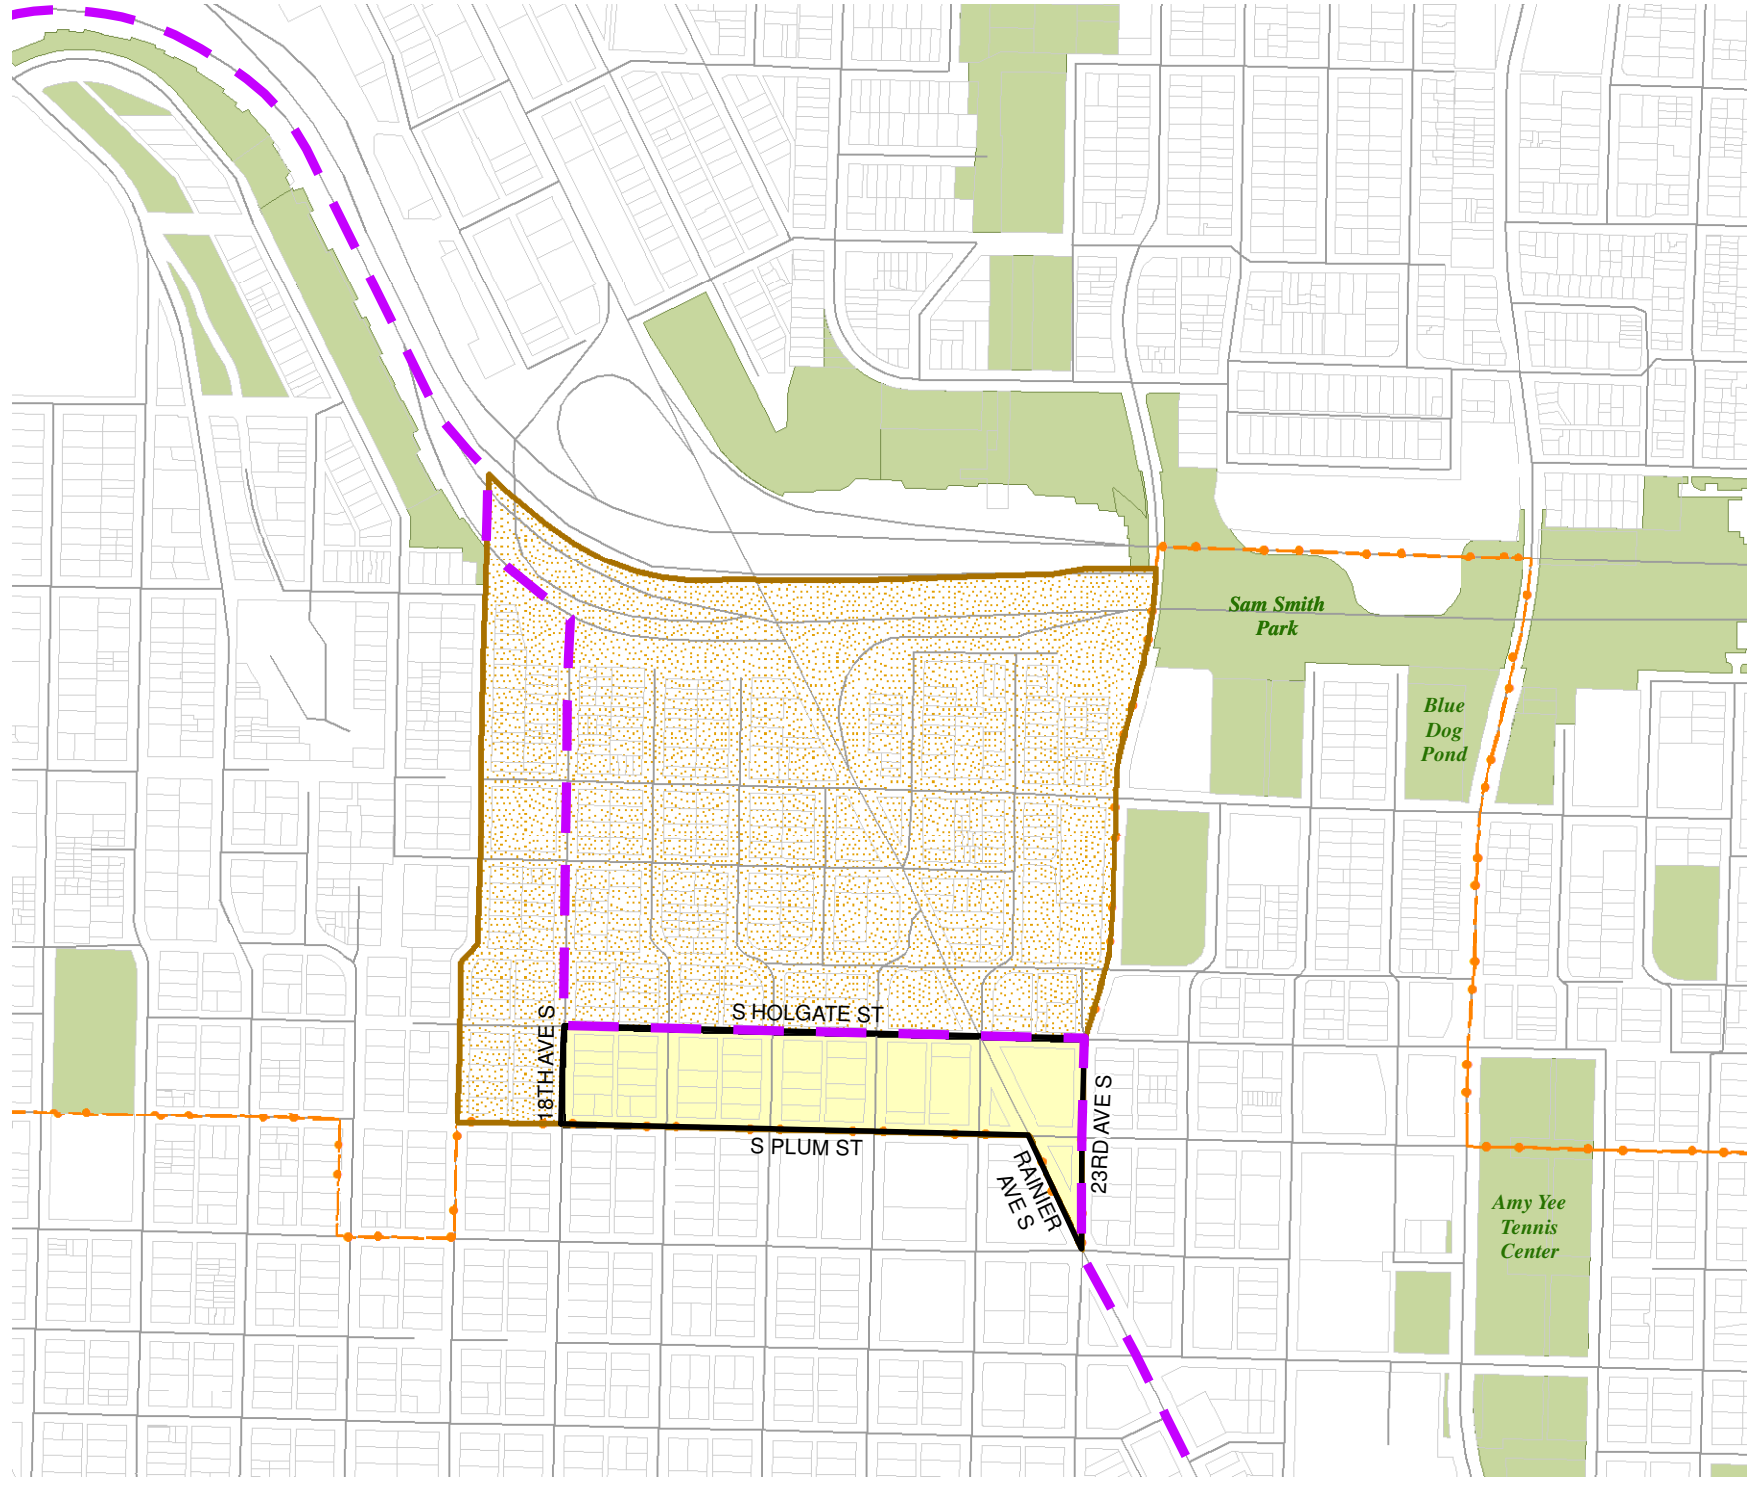 Sam Smith
Park
Blue
Dog
Pond
S HOLGATE ST
18TH AVE S
23RD AVE S
S PLUM ST
RAINIER
AVE S
Amy Yee
Tennis
Center